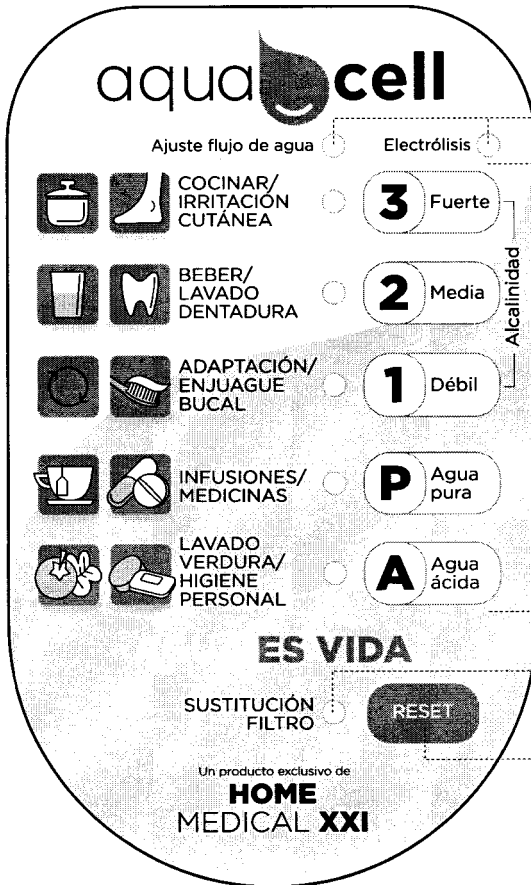 aqua cell
Ajuste flujo de agua
Electrólisis
COCINAR/
IRRITACIÓN
CUTÁNEA
3 Fuerte
BEBER/
LAVADO
DENTADURA
2 Media
ADAPTACIÓN/
ENJUAGUE
BUCAL
1 Débil
Alcalinidad
INFUSIONES/
MEDICINAS
P Agua
pura
LAVADO
VERDURA/
HIGIENE
PERSONAL
A Agua
ácida
ES VIDA
SUSTITUCIÓN
FILTRO
RESET
Un producto exclusivo de
HOME
MEDICAL XXI